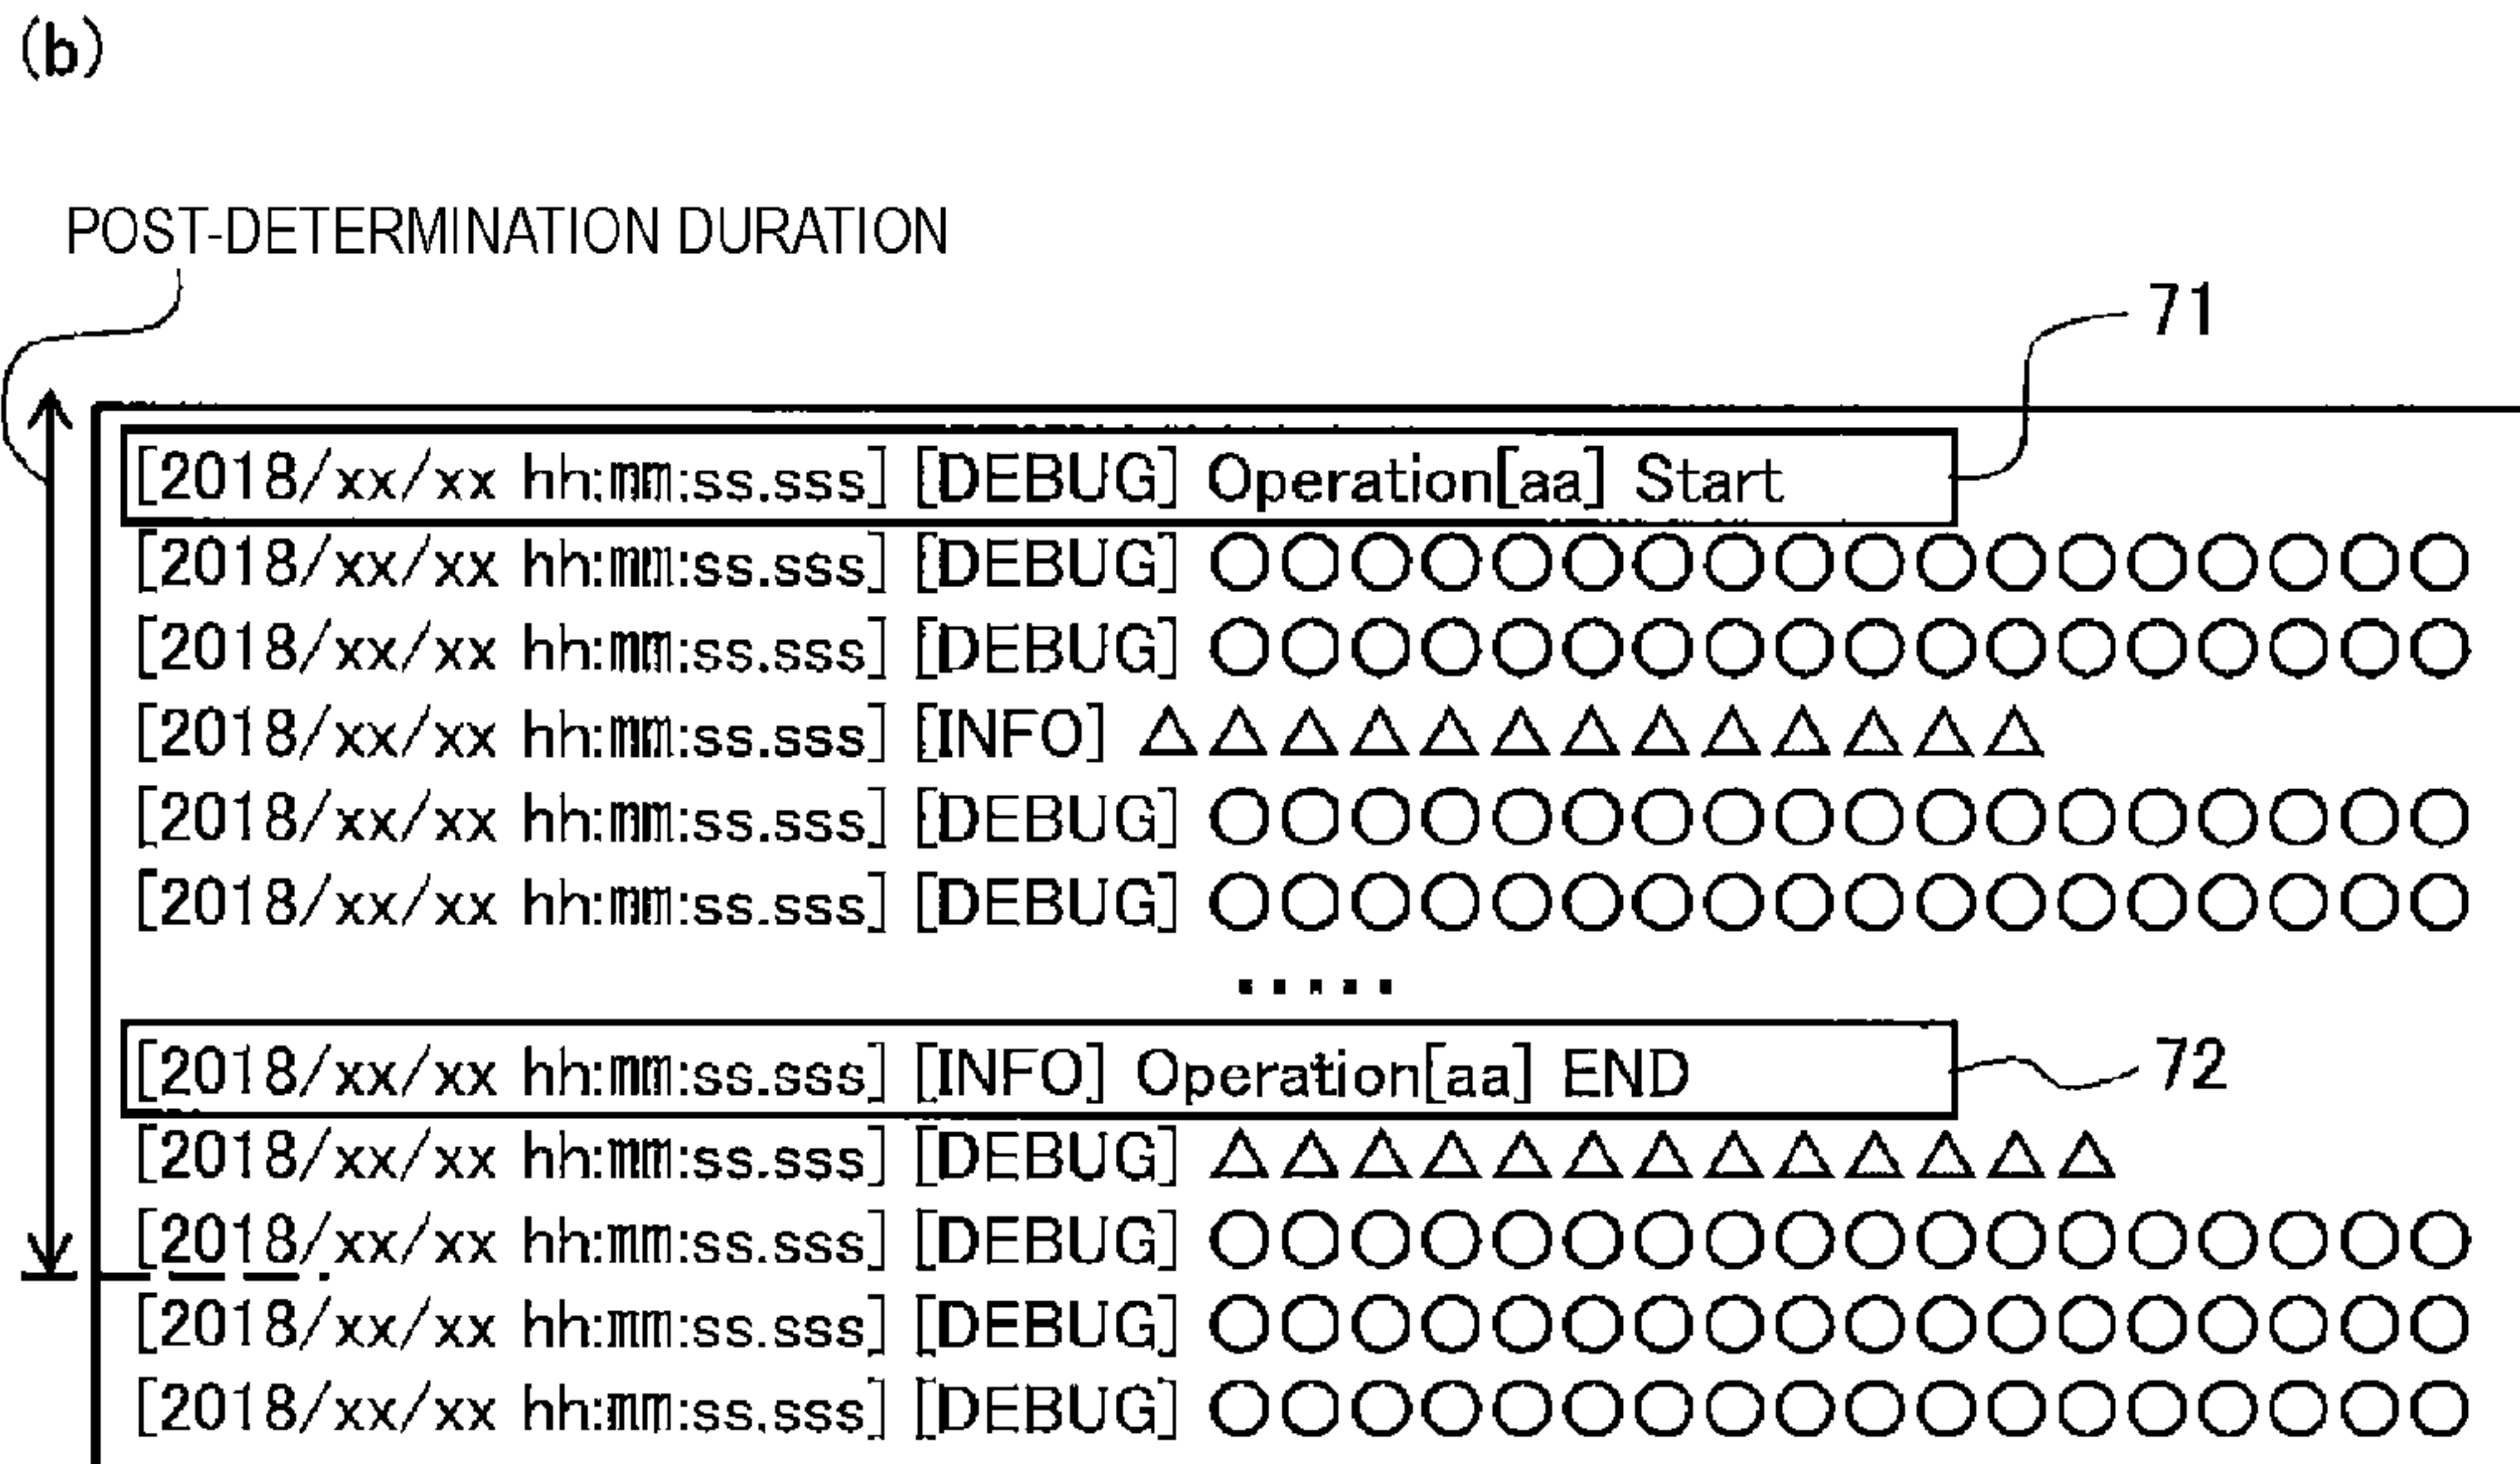 (b)
POST-DETERMINATION DURATION
71
[2018/xx/xx hh:mm:ss.sss] [DEBUG] Operation[aa] Start
[2018/xx/xx hh:mm:ss.sss] [DEBUG] ○○○○○○○○○○○○○○○○○○
[2018/xx/xx hh:mm:ss.sss] [DEBUG] ○○○○○○○○○○○○○○○○○○
[2018/xx/xx hh:mm:ss.sss] [INFO] △△△△△△△△△△△△△
[2018/xx/xx hh:mm:ss.sss] [DEBUG] ○○○○○○○○○○○○○○○○○○
[2018/xx/xx hh:mm:ss.sss] [DEBUG] ○○○○○○○○○○○○○○○○○○
.....
[2018/xx/xx hh:mm:ss.sss] [INFO] Operation[aa] END
72
[2018/xx/xx hh:mm:ss.sss] [DEBUG] △△△△△△△△△△△△△
[2018/xx/xx hh:mm:ss.sss] [DEBUG] ○○○○○○○○○○○○○○○○○○
[2018/xx/xx hh:mm:ss.sss] [DEBUG] ○○○○○○○○○○○○○○○○○○
[2018/xx/xx hh:mm:ss.sss] [DEBUG] ○○○○○○○○○○○○○○○○○○